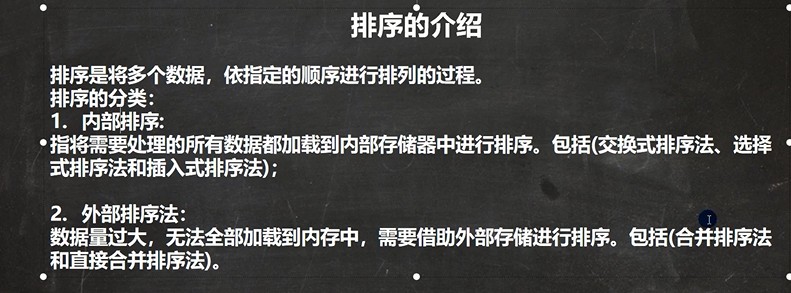 排序的介绍
排序是将多个数据，依指定的顺序进行排列的过程。
排序的分类：
1. 内部排序:
指将需要处理的所有数据都加载到内部存储器中进行排序。包括(交换式排序法、选择
式排序法和插入式排序法)；
2. 外部排序法：
数据量过大，无法全部加载到内存中，需要借助外部存储进行排序。包括(合并排序法
和直接合并排序法)。